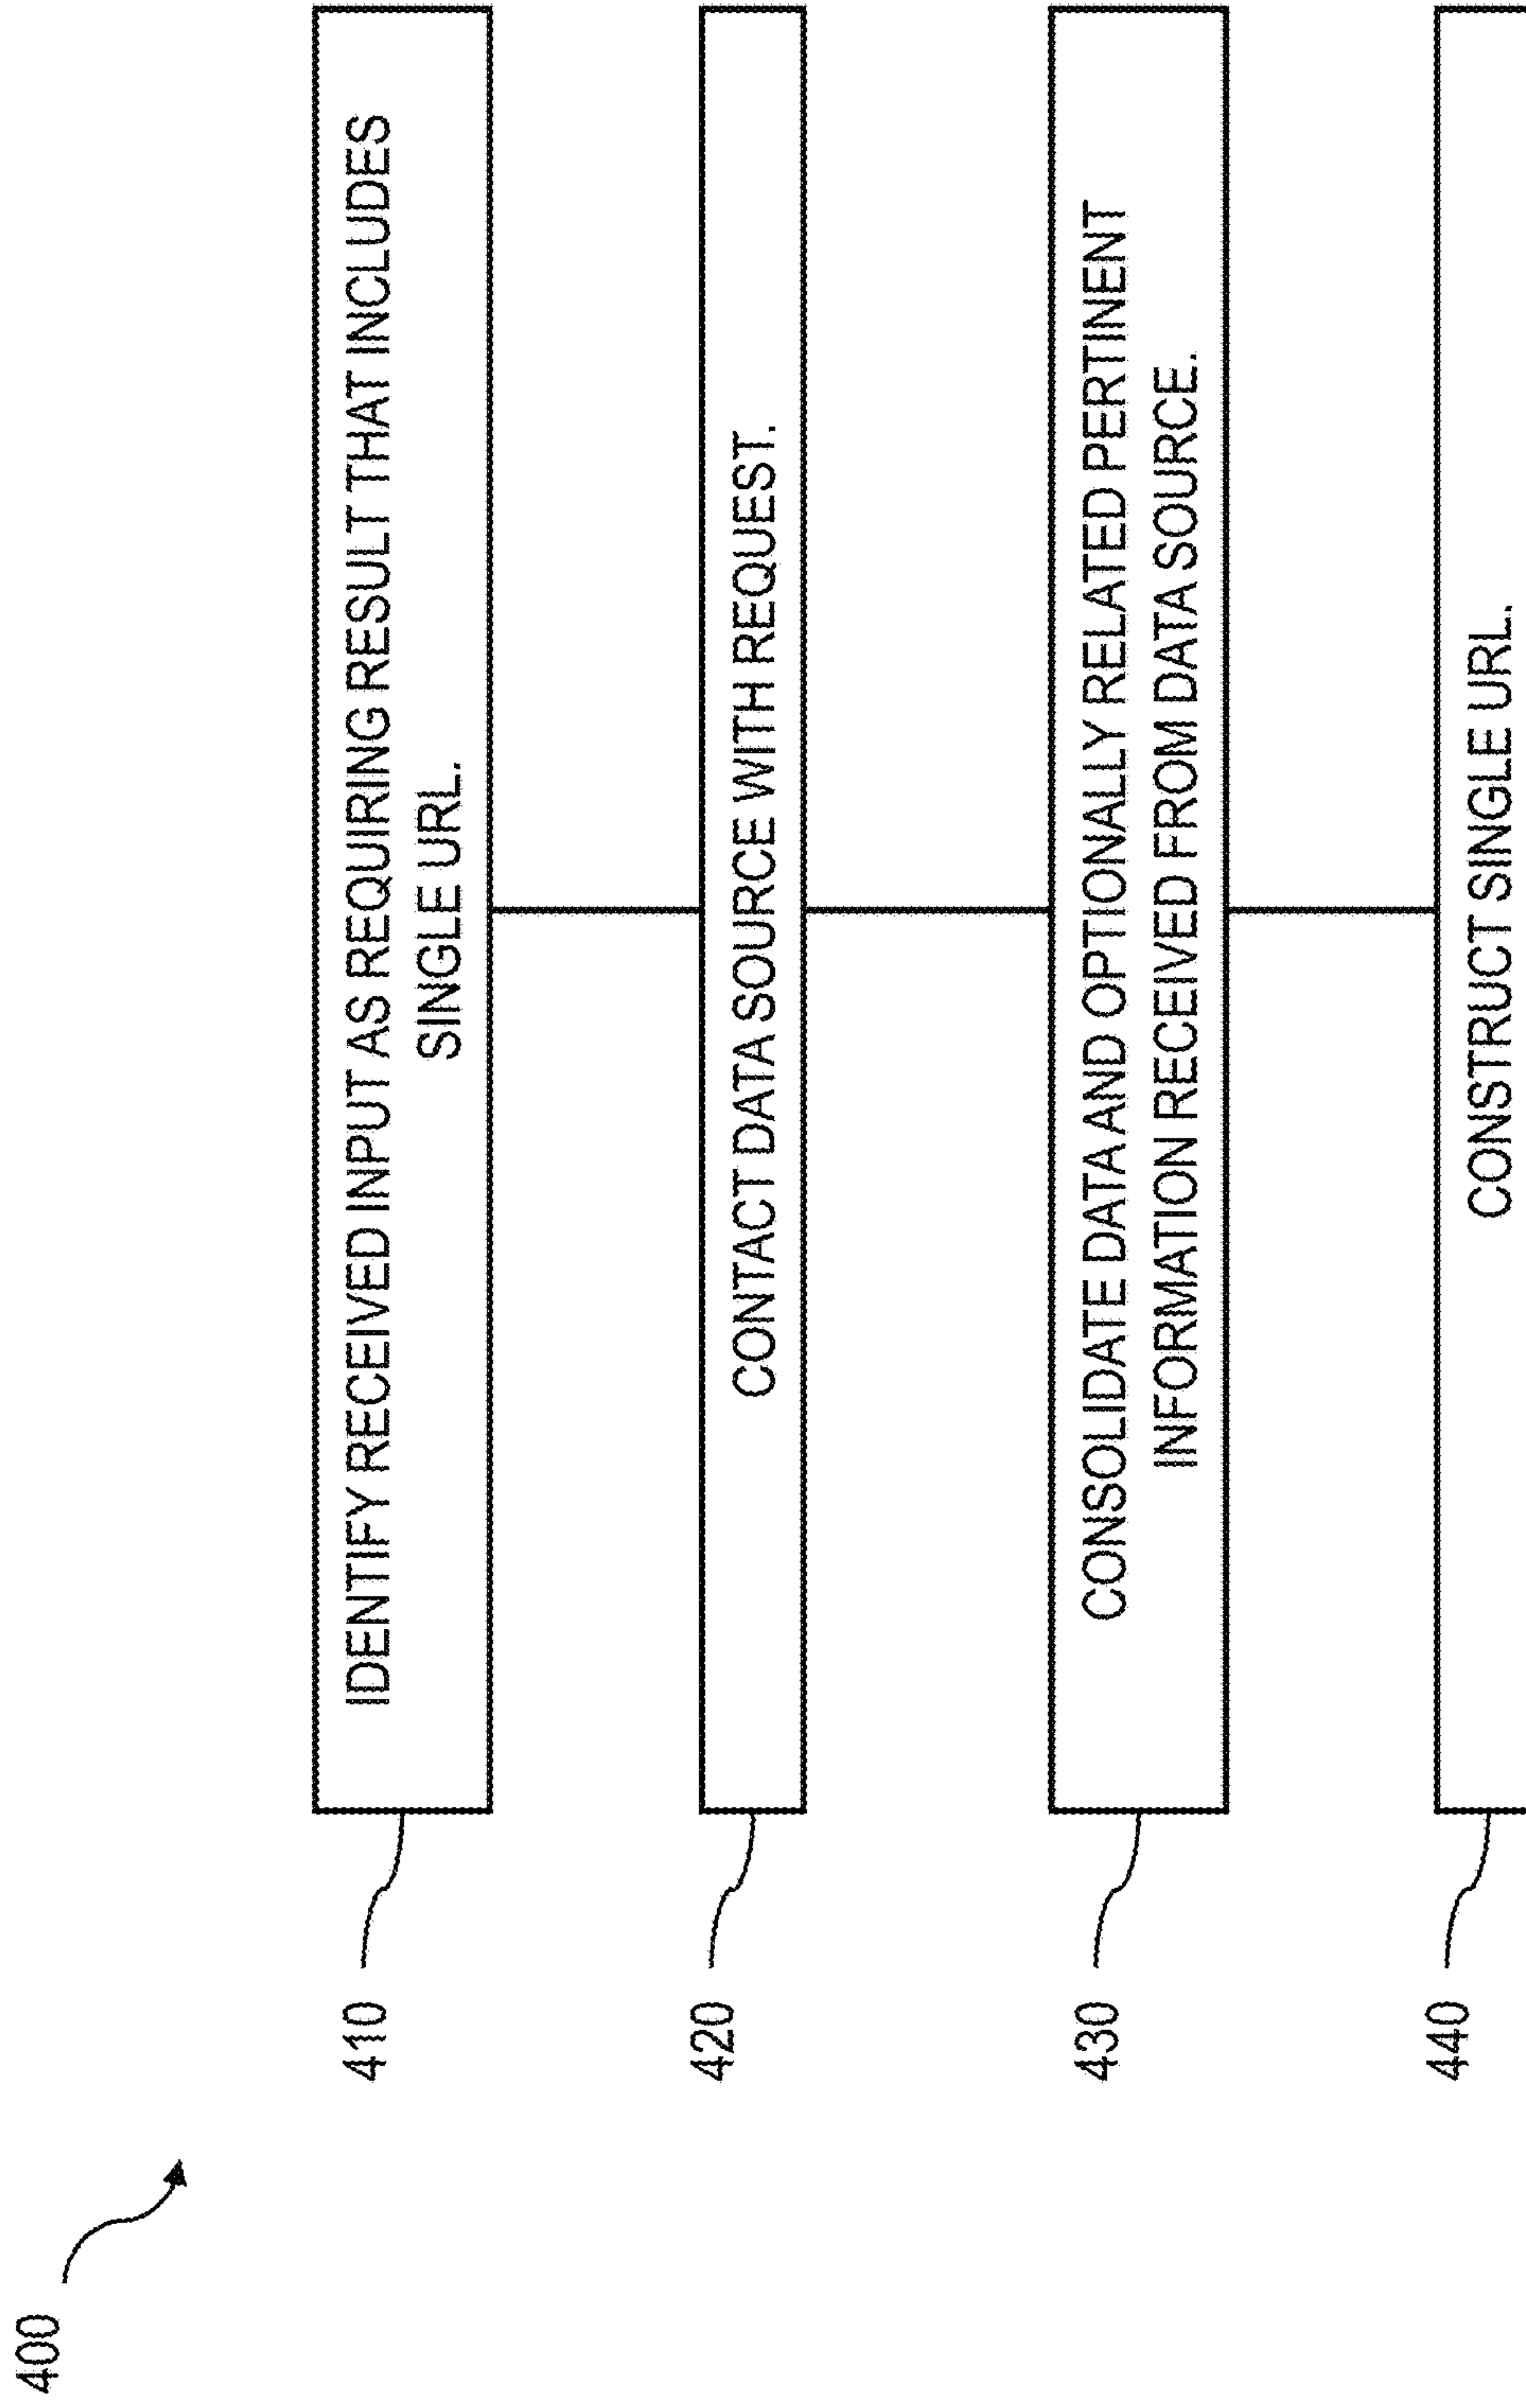 400
410
IDENTIFY RECEIVED INPUT AS REQUIRING RESULT THAT INCLUDES
SINGLE URL.
420
CONTACT DATA SOURCE WITH REQUEST.
430
CONSOLIDATE DATA AND OPTIONALLY RELATED PERTINENT
INFORMATION RECEIVED FROM DATA SOURCE.
440
CONSTRUCT SINGLE URL.